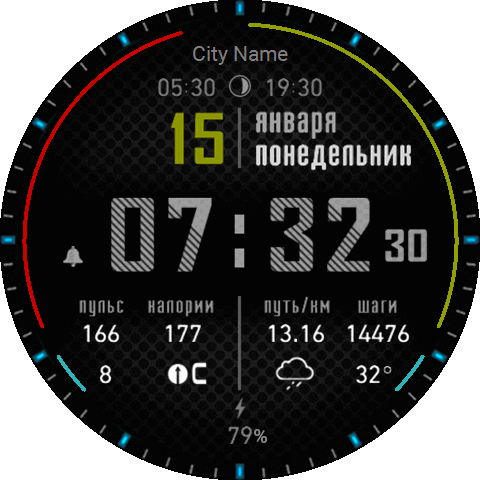 City Name
05:30 19:30
15 января
понедельник
07:32 30
пульс калории путь/км шаги
166 177 13.16 14476
8 C 32°
79%